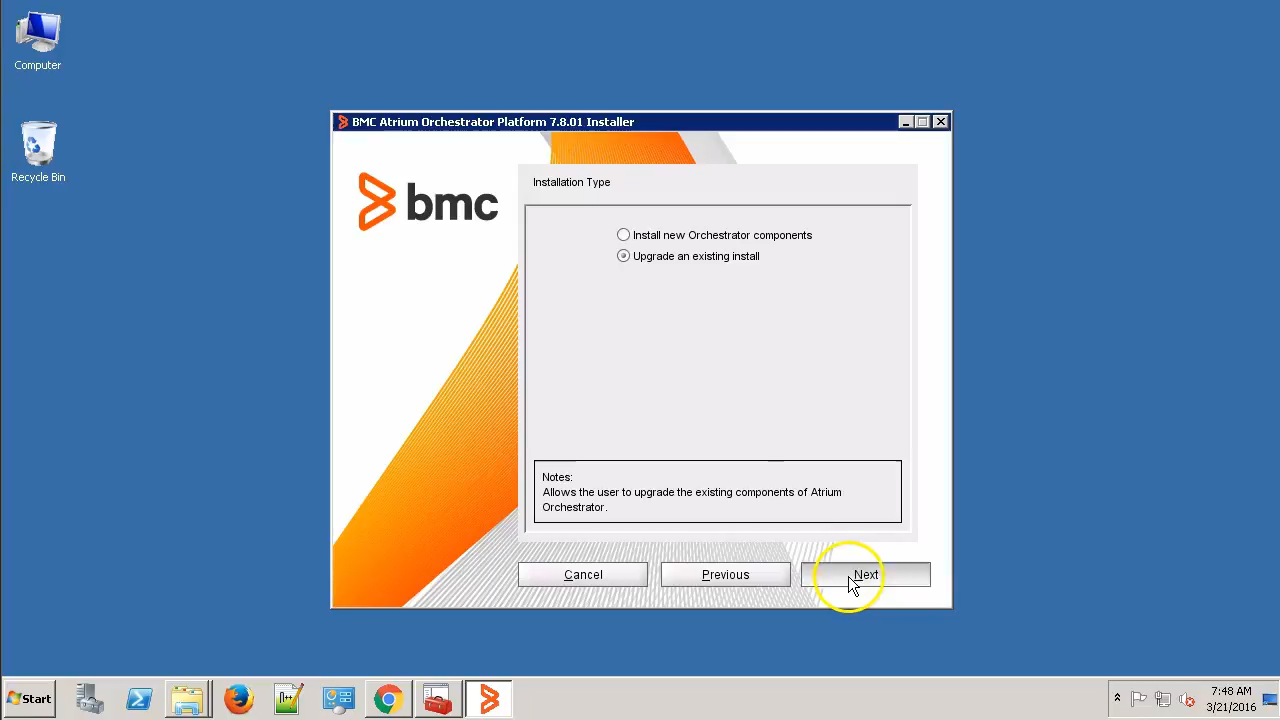 Computer
Recycle Bin
BMC Atrium Orchestrator Platform 7.8.01 Installer
bmc
Installation Type
Install new Orchestrator components
Upgrade an existing install
Notes:
Allows the user to upgrade the existing components of Atrium
Orchestrator.
Cancel
Previous
Next
Start
7:48 AM
3/21/2016